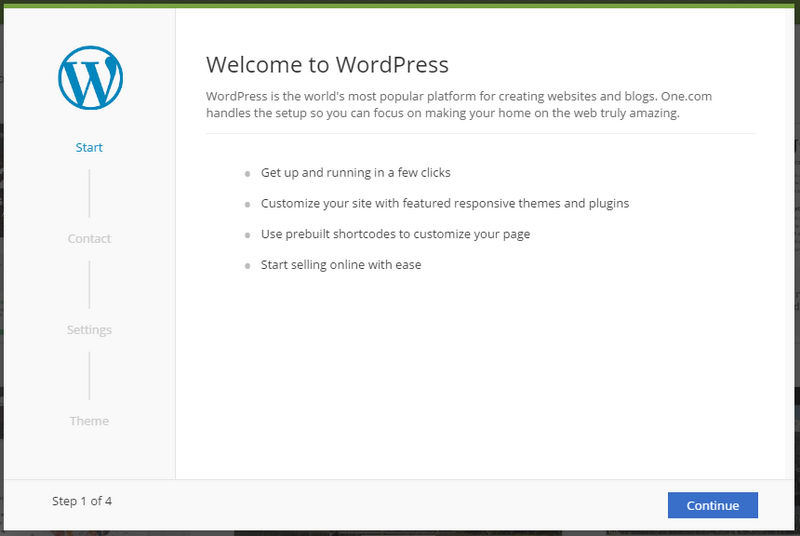 Welcome to WordPress
WordPress is the world's most popular platform for creating websites and blogs. One.com
handles the setup so you can focus on making your home on the web truly amazing.
Start
Contact
Settings
Theme
Get up and running in a few clicks
Customize your site with featured responsive themes and plugins
Use prebuilt shortcodes to customize your page
Start selling online with ease
Step 1 of 4
Continue